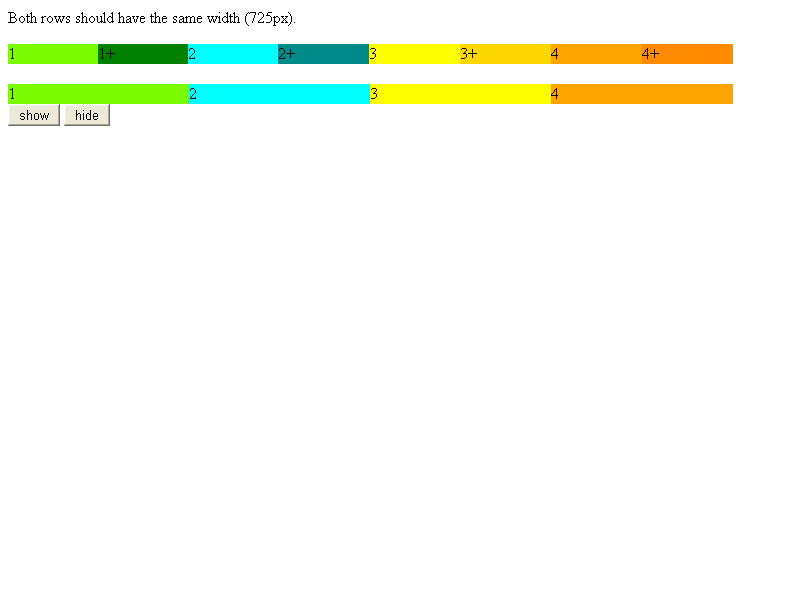 Both rows should have the same width (725px).
1 1+ 2 2+ 3 3+ 4 4+
1 2 3 4
show hide